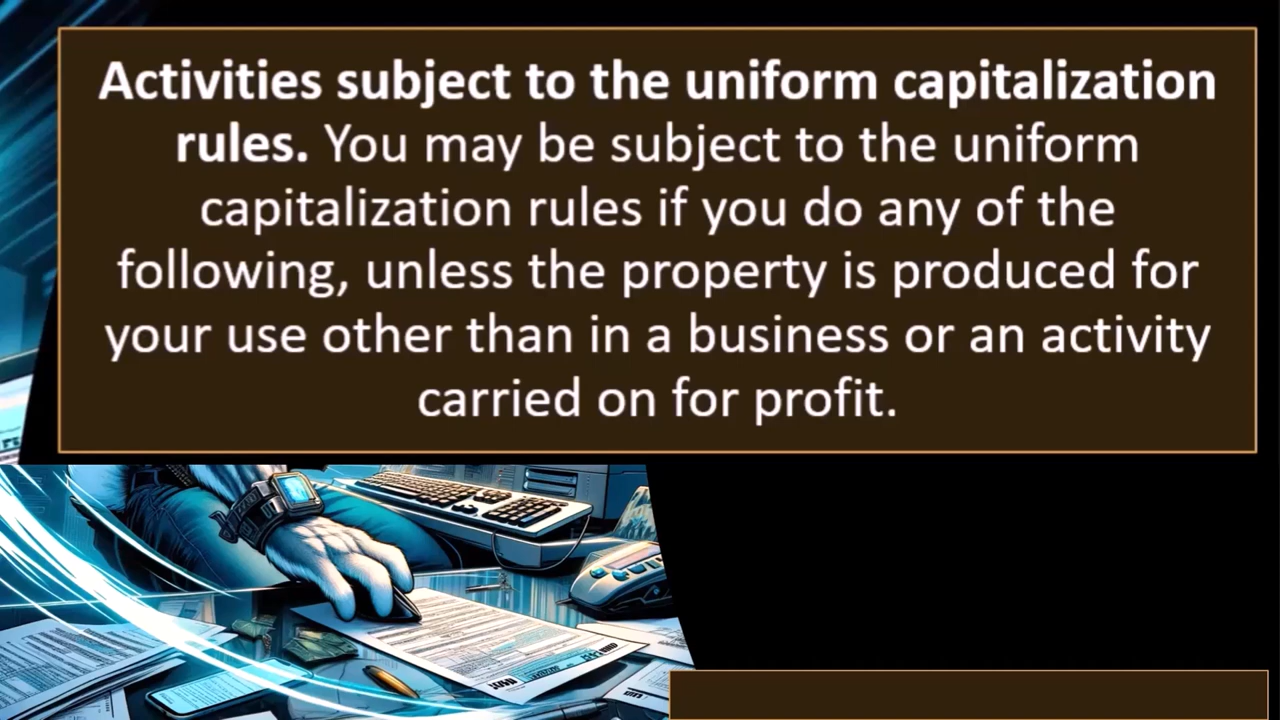 Activities subject to the uniform capitalization
rules. You may be subject to the uniform
capitalization rules if you do any of the
following, unless the property is produced for
your use other than in a business or an activity
carried on for profit.